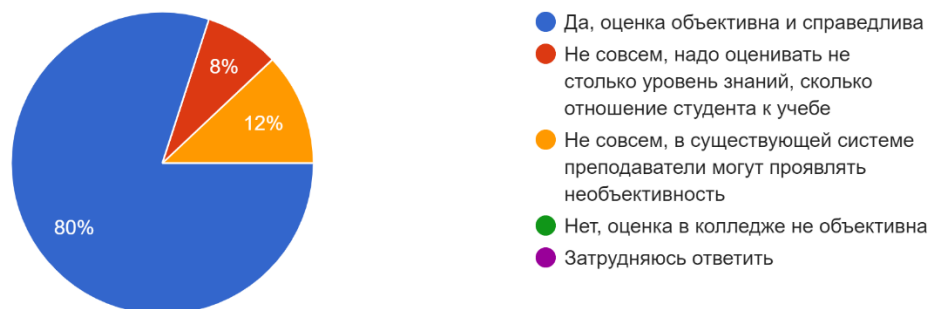 8%
12%
80%
Да, оценка объективна и справедлива
Не совсем, надо оценивать не
столько уровень знаний, сколько
отношение студента к учебе
Не совсем, в существующей системе
преподаватели могут проявлять
необъективность
Нет, оценка в колледже не объективна
Затрудняюсь ответить